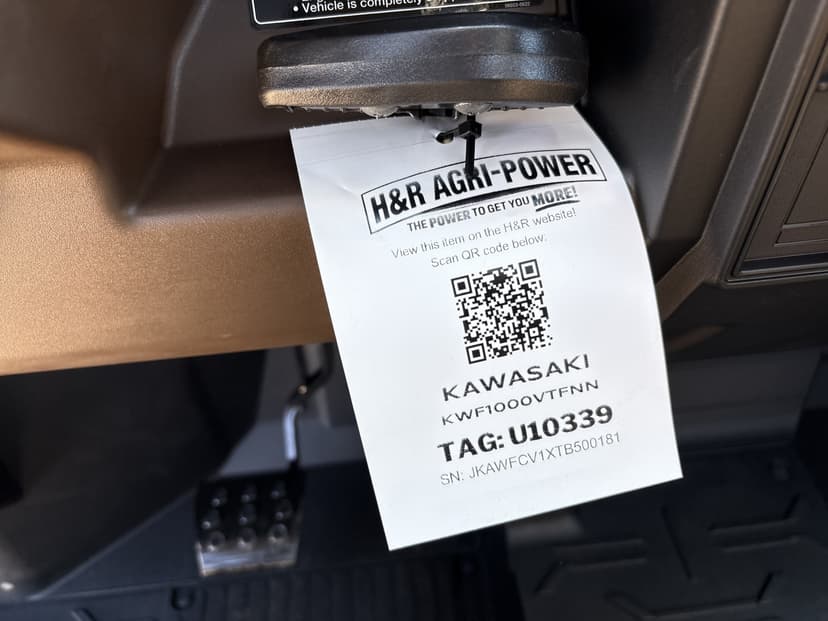 • Vehicle is completely
H&R AGRI-POWER
THE POWER TO GET YOU MORE!
View this item on the H&R website!
Scan QR code below:
KAWASAKI
KWF1000VTFNN
TAG: U10339
SN: JKAWFCV1XTB500181